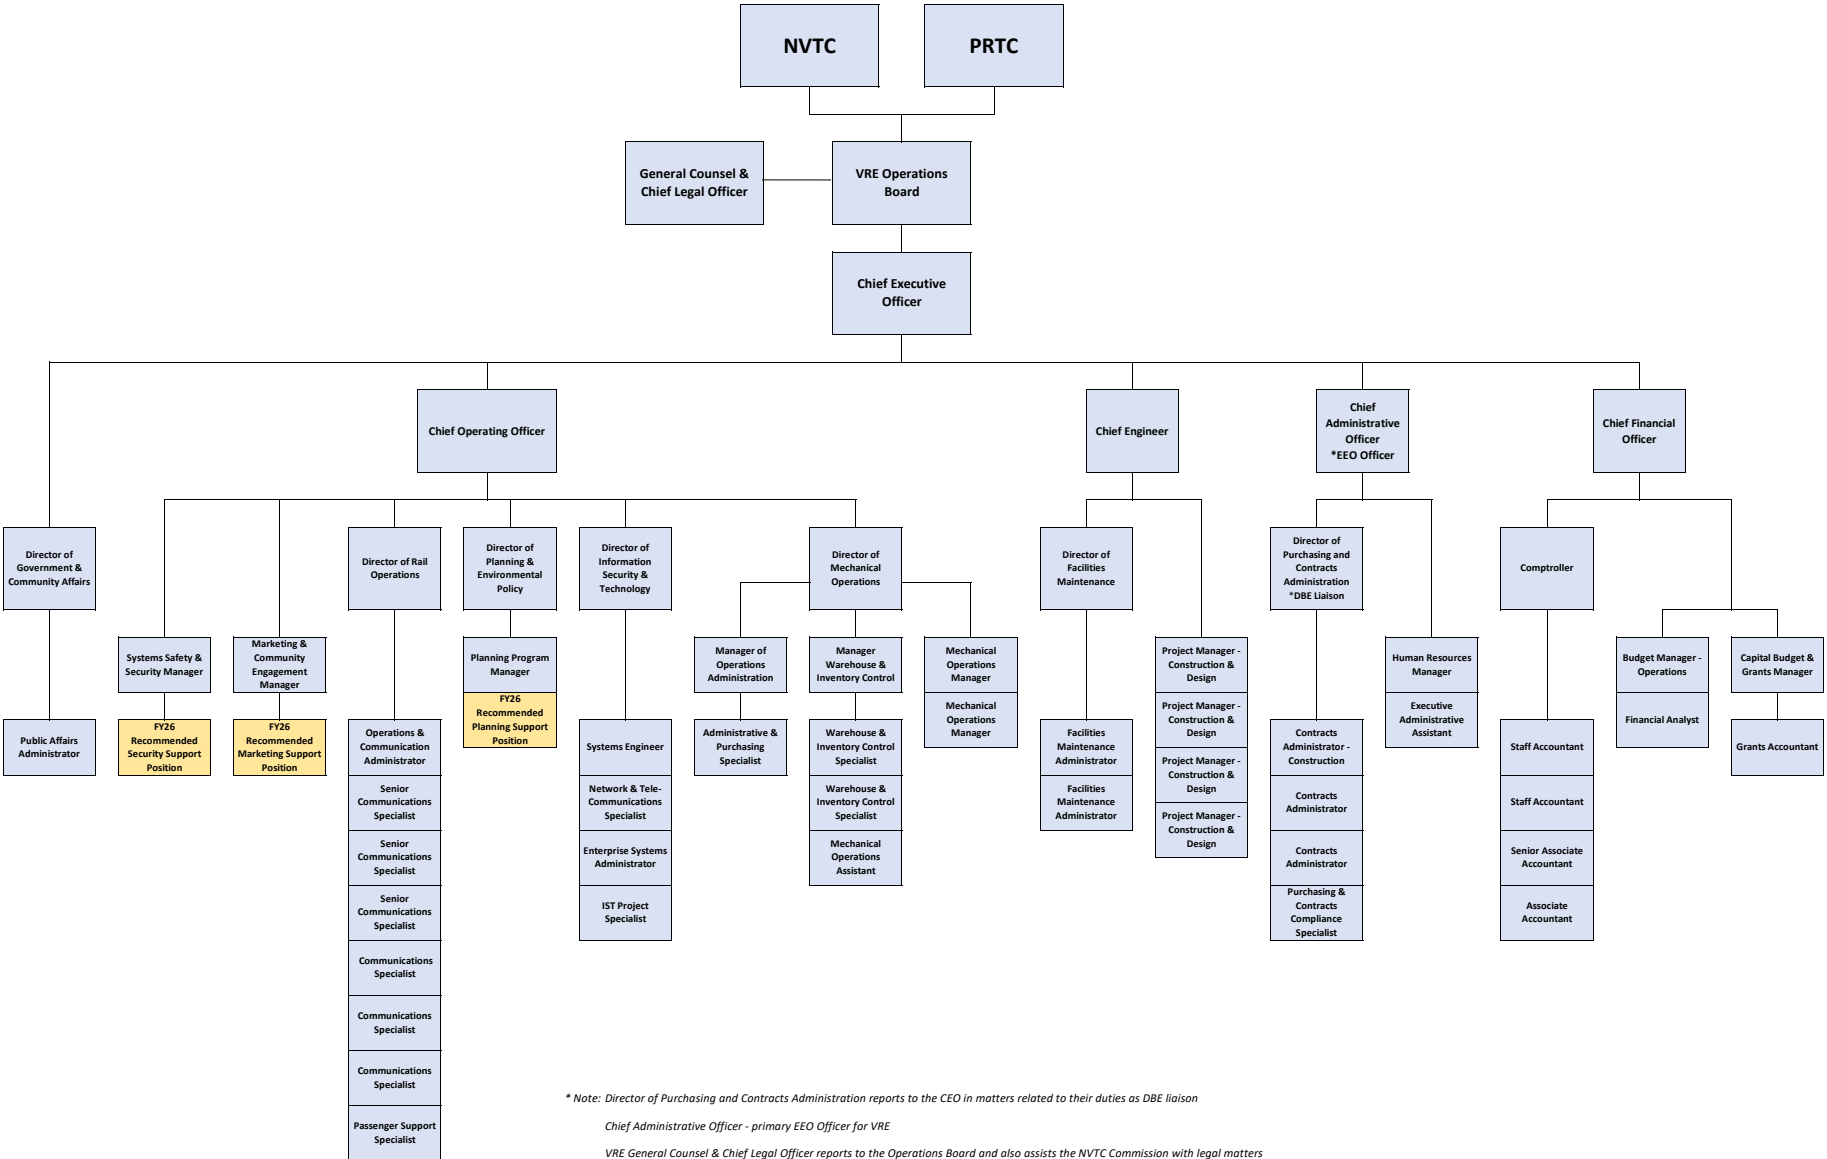 NVTC
PRTC
General Counsel &
Chief Legal Officer
VRE Operations
Board
Chief Executive
Officer
Chief Operating Officer
Chief Engineer
Chief
Administrative
Officer
*EEO Officer
Chief Financial
Officer
Director of
Government &
Community Affairs
Director of Rail
Operations
Director of
Planning &
Environmental
Policy
Director of
Information
Security &
Technology
Director of
Mechanical
Operations
Director of
Facilities
Maintenance
Director of
Purchasing and
Contracts
Administration
*DBE Liaison
Comptroller
Systems Safety &
Security Manager
Marketing &
Community
Engagement
Manager
Planning Program
Manager
Manager of
Operations
Administration
Manager
Warehouse &
Inventory Control
Mechanical
Operations
Manager
Project Manager -
Construction &
Design
Human Resources
Manager
Budget Manager -
Operations
Capital Budget &
Grants Manager
FY26
Recommended
Planning Support
Position
Mechanical
Operations
Manager
Project Manager -
Construction &
Design
Executive
Administrative
Assistant
Financial Analyst
Public Affairs
Administrator
FY26
Recommended
Security Support
Position
FY26
Recommended
Marketing Support
Position
Operations &
Communication
Administrator
Systems Engineer
Administrative &
Purchasing
Specialist
Warehouse &
Inventory Control
Specialist
Facilities
Maintenance
Administrator
Project Manager -
Construction &
Design
Contracts
Administrator -
Construction
Staff Accountant
Grants Accountant
Senior
Communications
Specialist
Network & Tele-
Communications
Specialist
Warehouse &
Inventory Control
Specialist
Facilities
Maintenance
Administrator
Project Manager -
Construction &
Design
Contracts
Administrator
Staff Accountant
Senior
Communications
Specialist
Enterprise Systems
Administrator
Mechanical
Operations
Assistant
Contracts
Administrator
Senior Associate
Accountant
Senior
Communications
Specialist
IST Project
Specialist
Purchasing &
Contracts
Compliance
Specialist
Associate
Accountant
Communications
Specialist
Communications
Specialist
Communications
Specialist
Passenger Support
Specialist
* Note: Director of Purchasing and Contracts Administration reports to the CEO in matters related to their duties as DBE liaison
Chief Administrative Officer - primary EEO Officer for VRE
VRE General Counsel & Chief Legal Officer reports to the Operations Board and also assists the NVTC Commission with legal matters